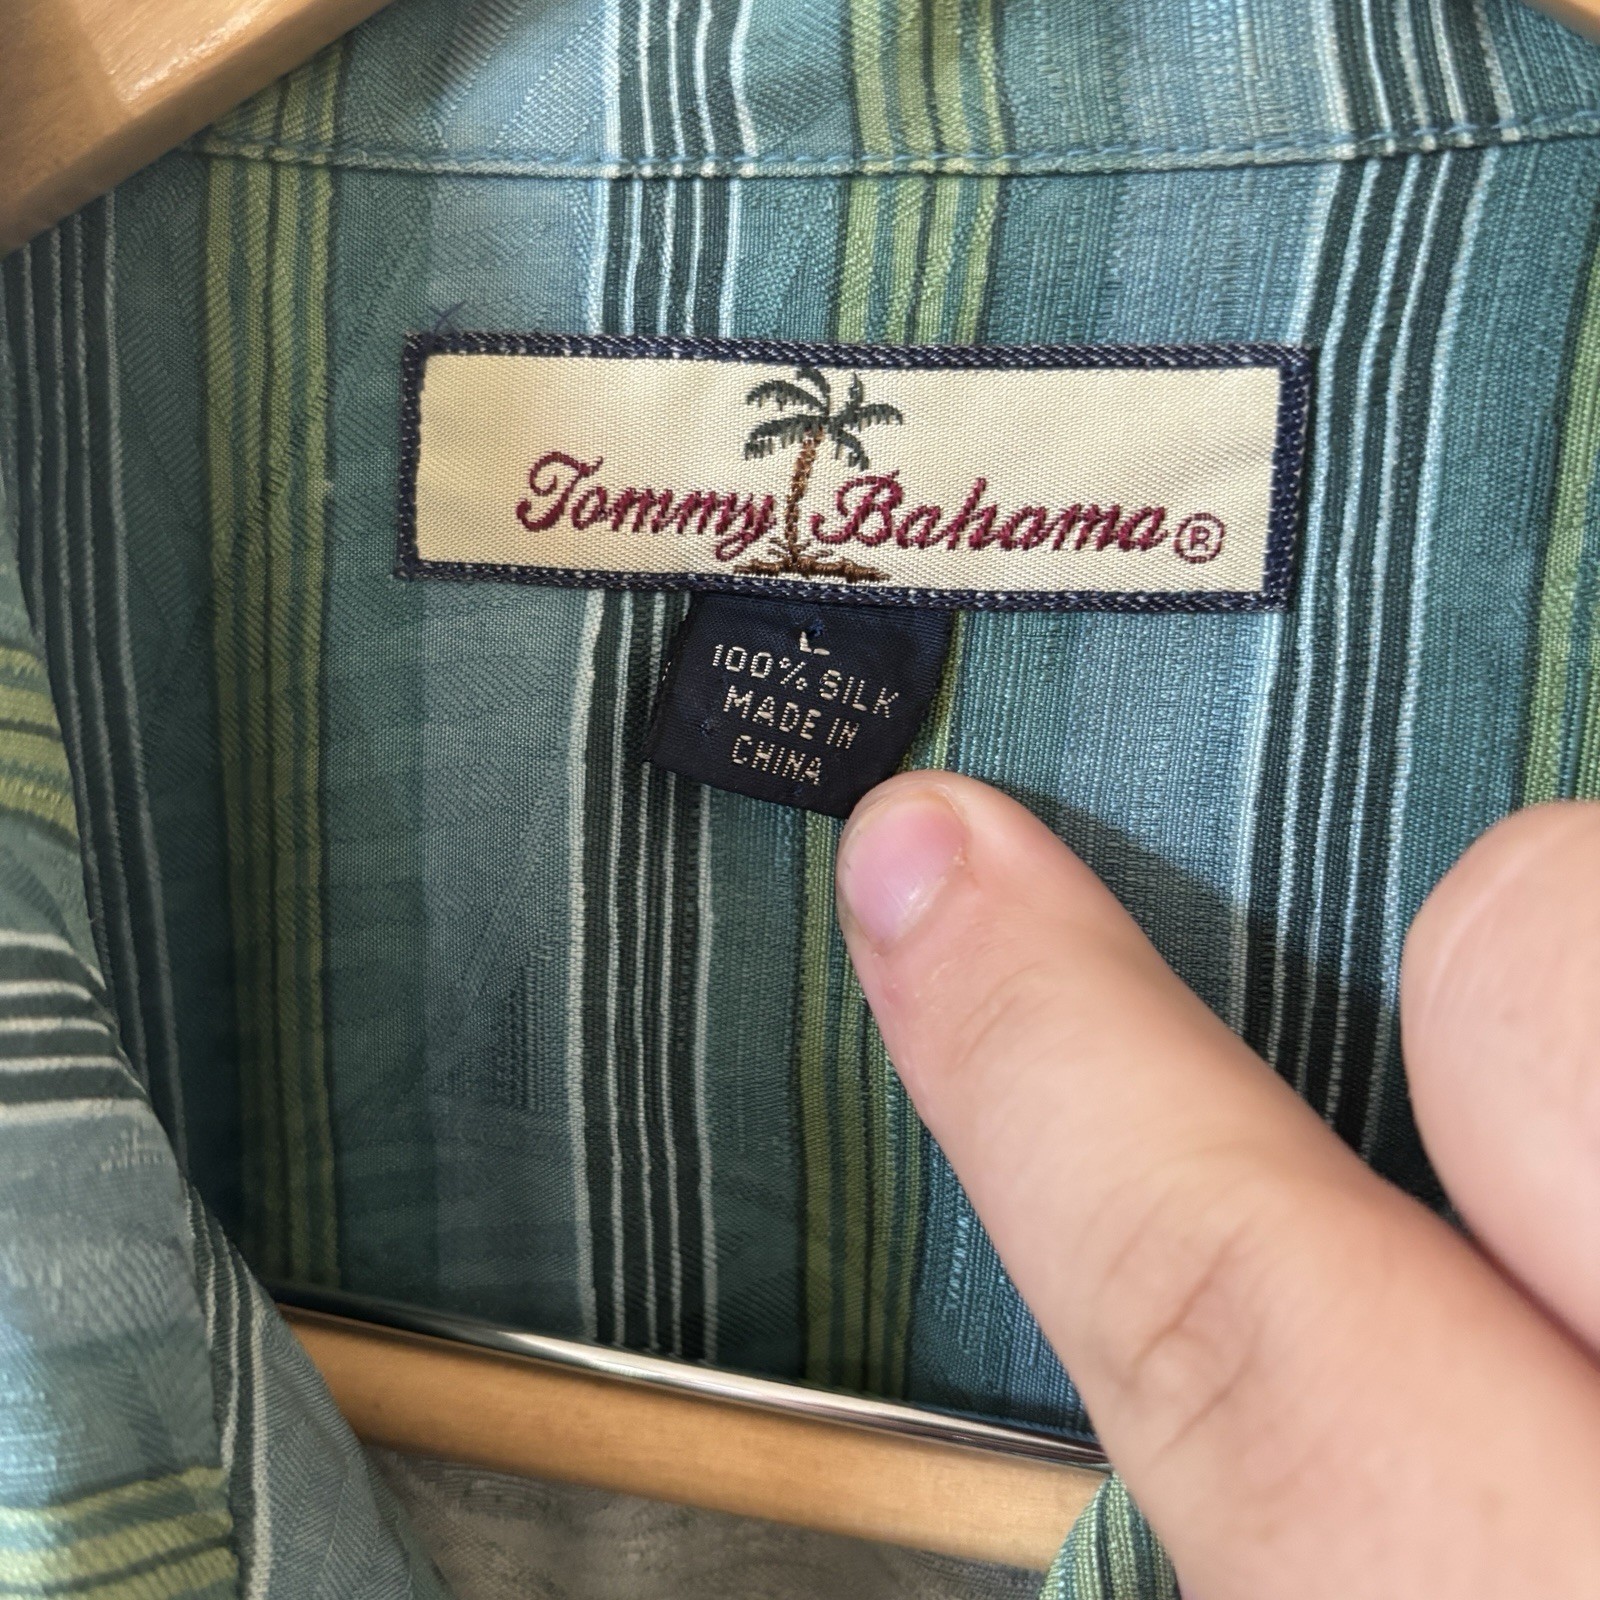 Tommy Bahama®
L
100% SILK
MADE IN
CHINA